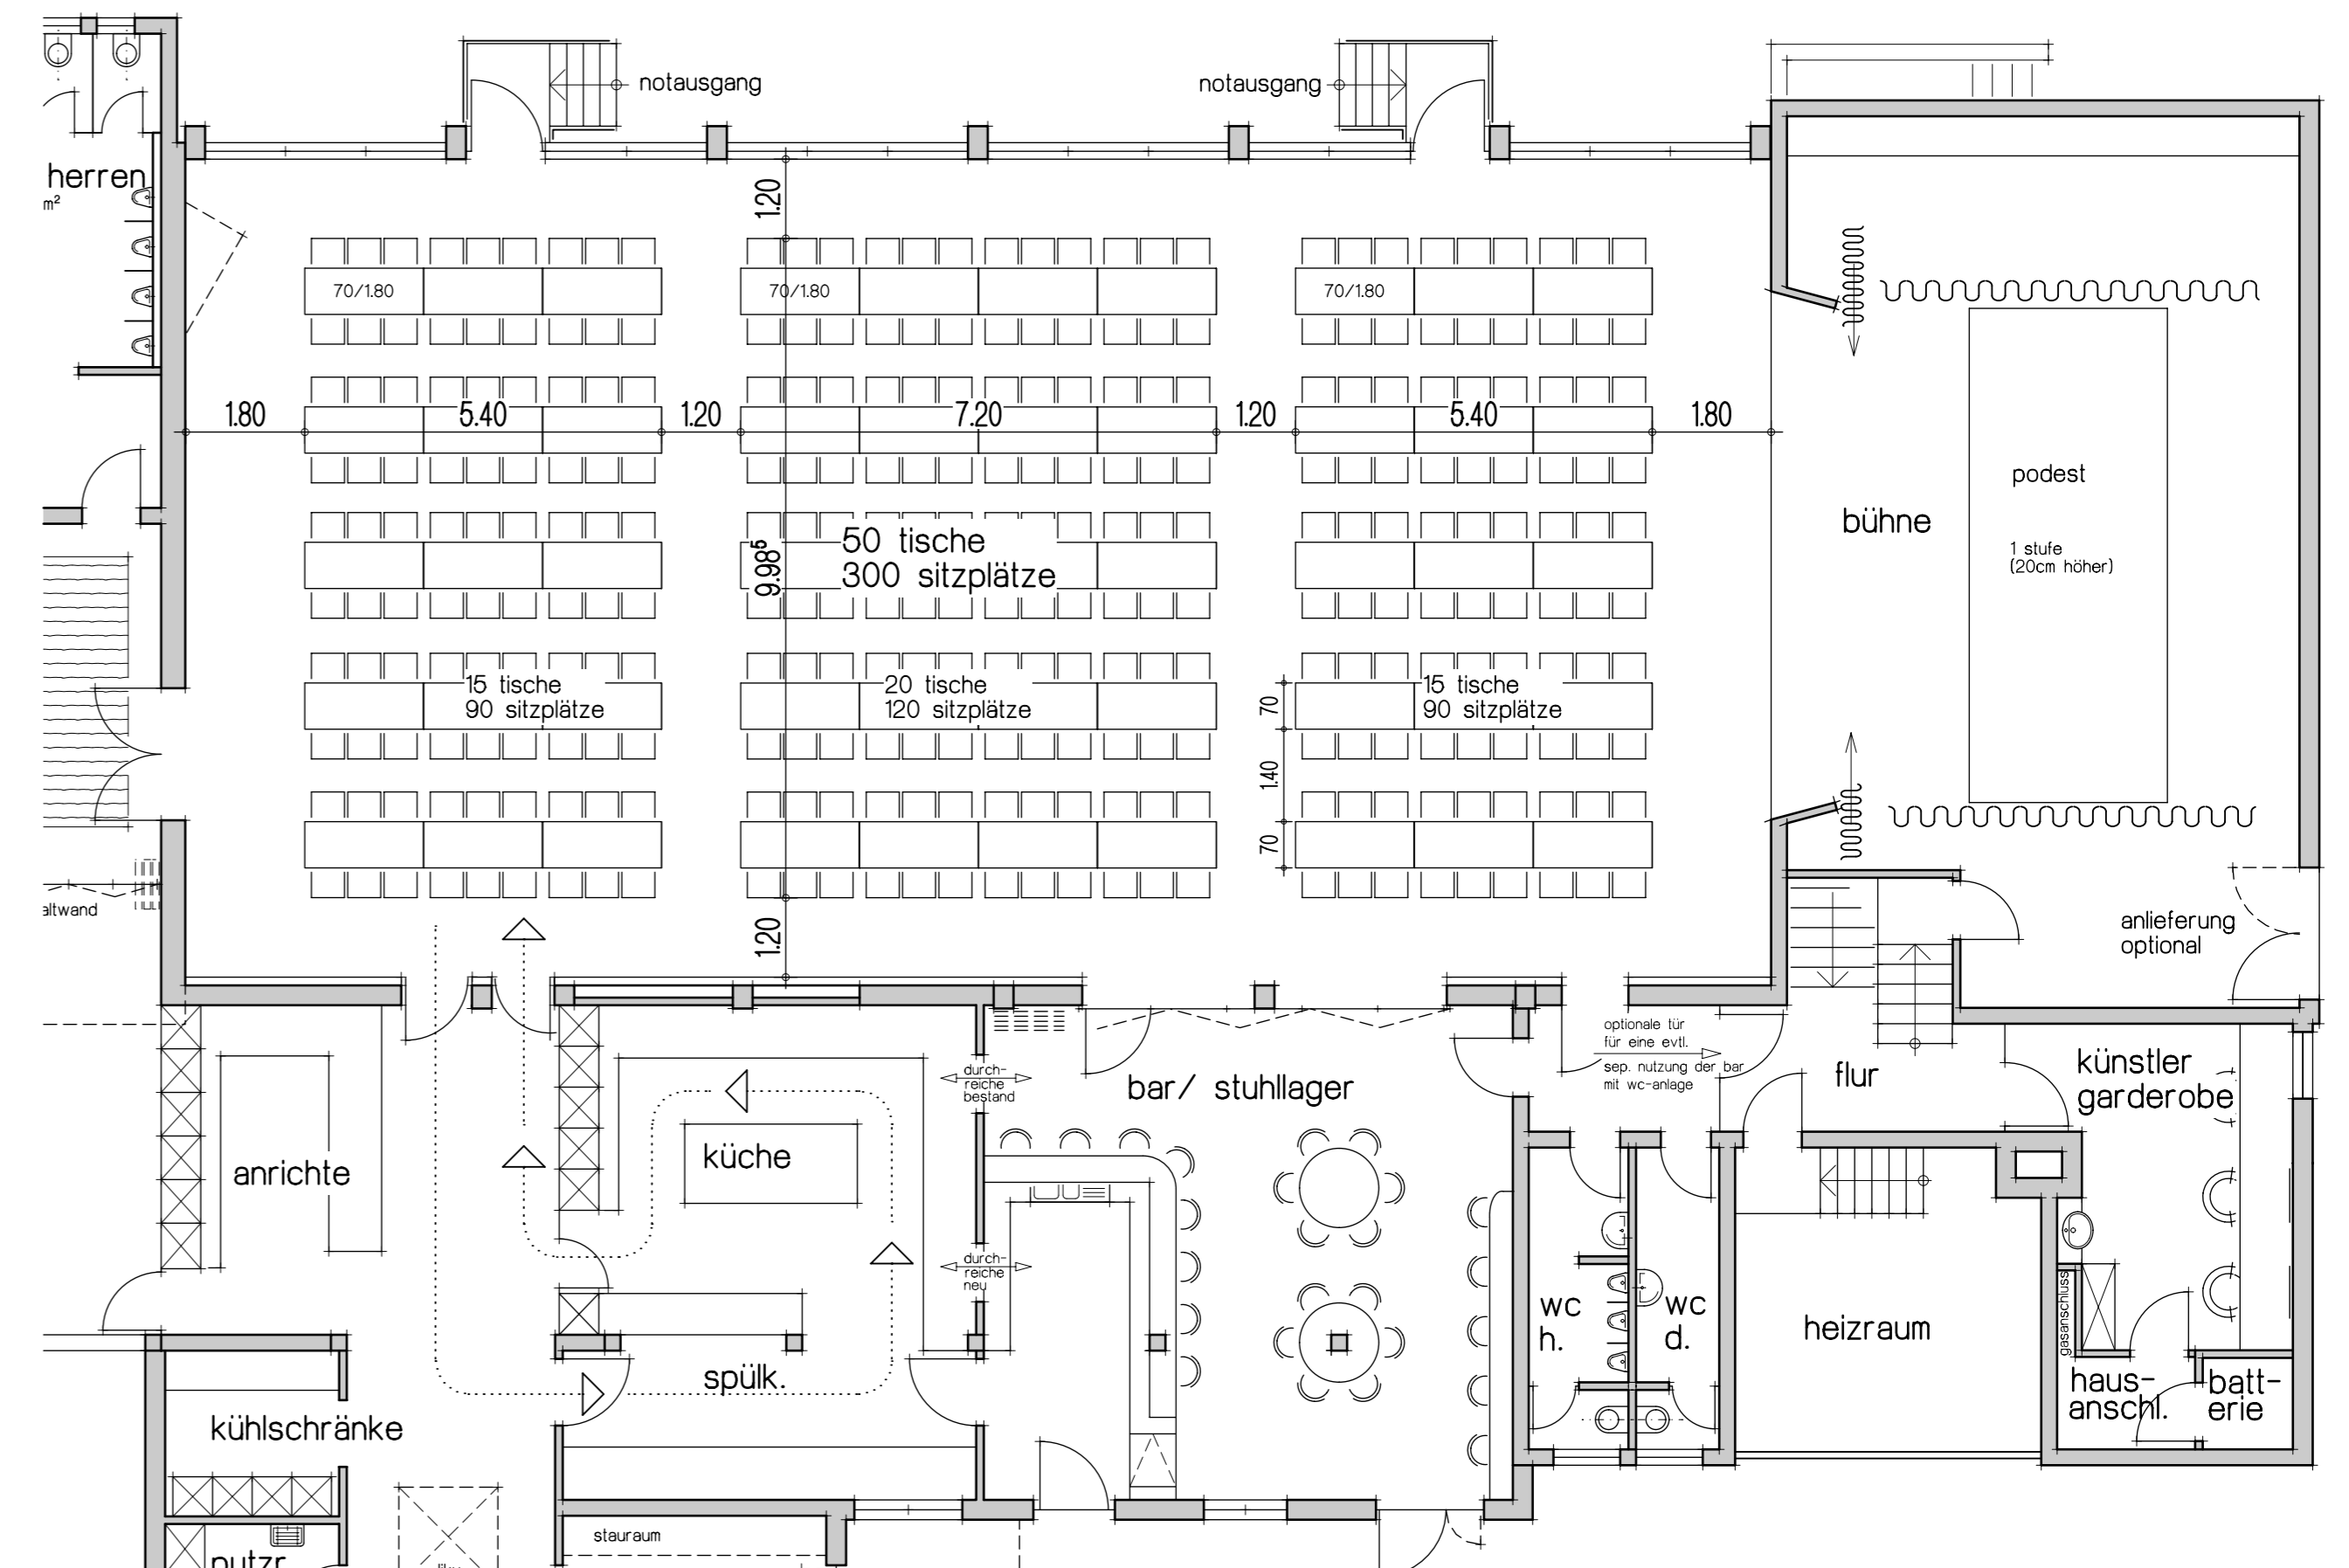 notausgang
notausgang
herren
m²
1.20
70/1.80
70/1.80
70/1.80
1.80
5.40
1.20
7.20
1.20
5.40
1.80
podest
bühne
1 stufe
(20cm höher)
50 tische
300 sitzplätze
9.98⁵
15 tische
90 sitzplätze
20 tische
120 sitzplätze
15 tische
90 sitzplätze
70
1.40
70
altwand
1.20
anlieferung
optional
optionale tür
für eine evtl.
sep. nutzung der bar
mit wc-anlage
durch-
reiche
bestand
bar/ stuhllager
flur
künstler
garderobe
anrichte
küche
durch-
reiche
neu
wc
h.
wc
d.
heizraum
gasanschluss
spülk.
haus-
anschl.
batt-
erie
kühlschränke
stauraum
putzr.